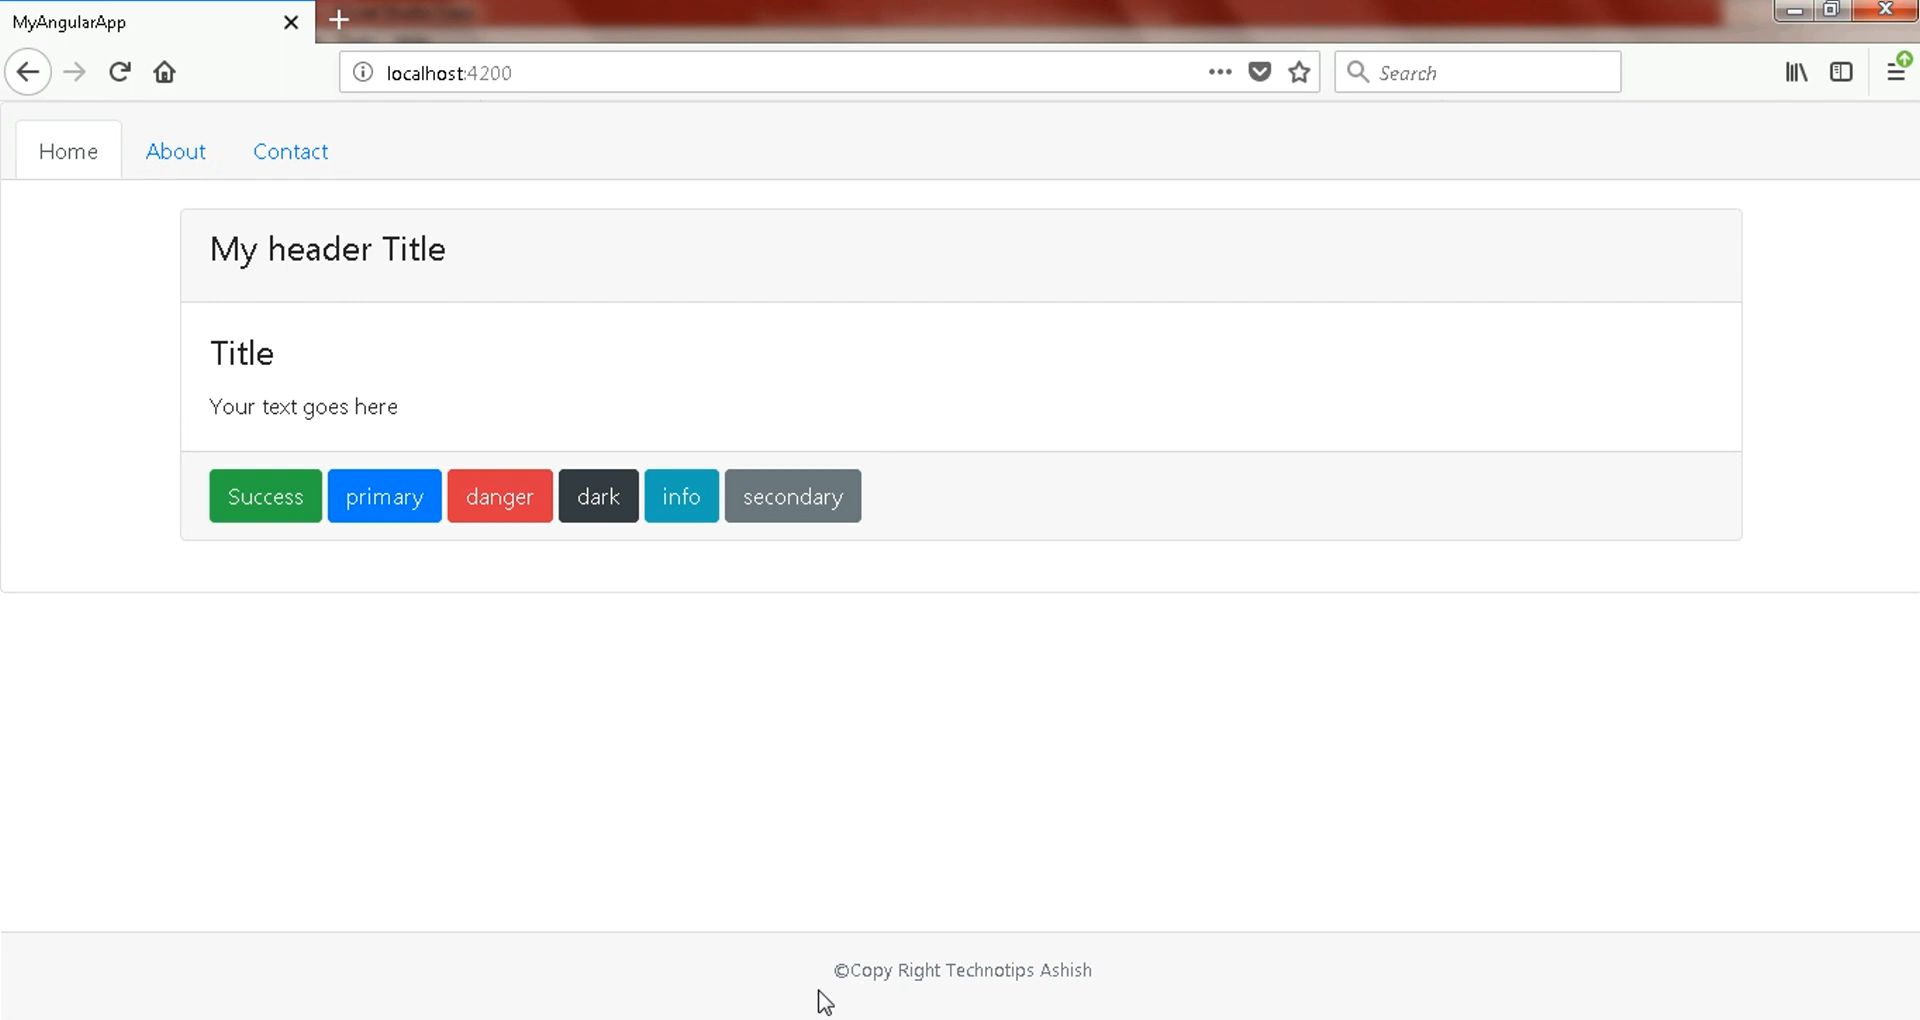 MyAngularApp
localhost:4200
Search
Home About Contact
My header Title
Title
Your text goes here
Success primary danger dark info secondary
©Copy Right Technotips Ashish